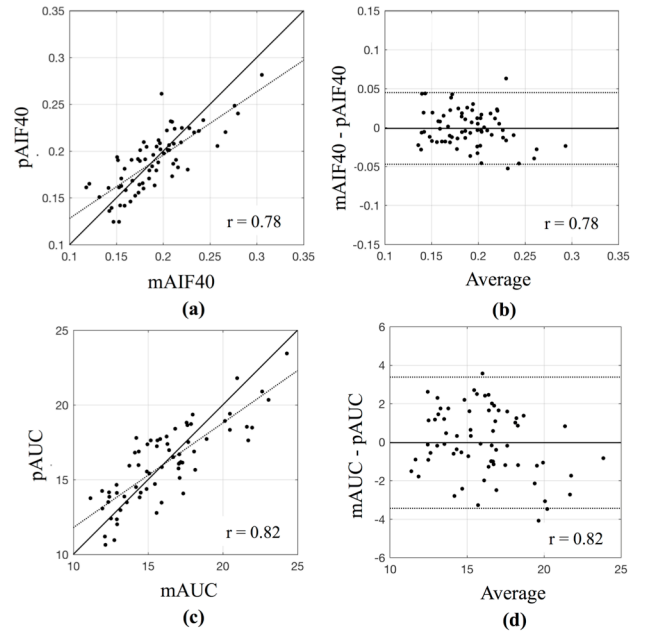 0.35
0.3
0.25
0.2
0.15
0.1
pAIF40
r = 0.78
0.1 0.15 0.2 0.25 0.3 0.35
mAIF40
(a)
0.15
0.1
0.05
0
-0.05
-0.1
-0.15
mAIF40 - pAIF40
r = 0.78
0.1 0.15 0.2 0.25 0.3 0.35
Average
(b)
25
20
15
10
pAUC
r = 0.82
10 15 20 25
mAUC
(c)
6
4
2
0
-2
-4
-6
mAUC - pAUC
r = 0.82
10 15 20 25
Average
(d)